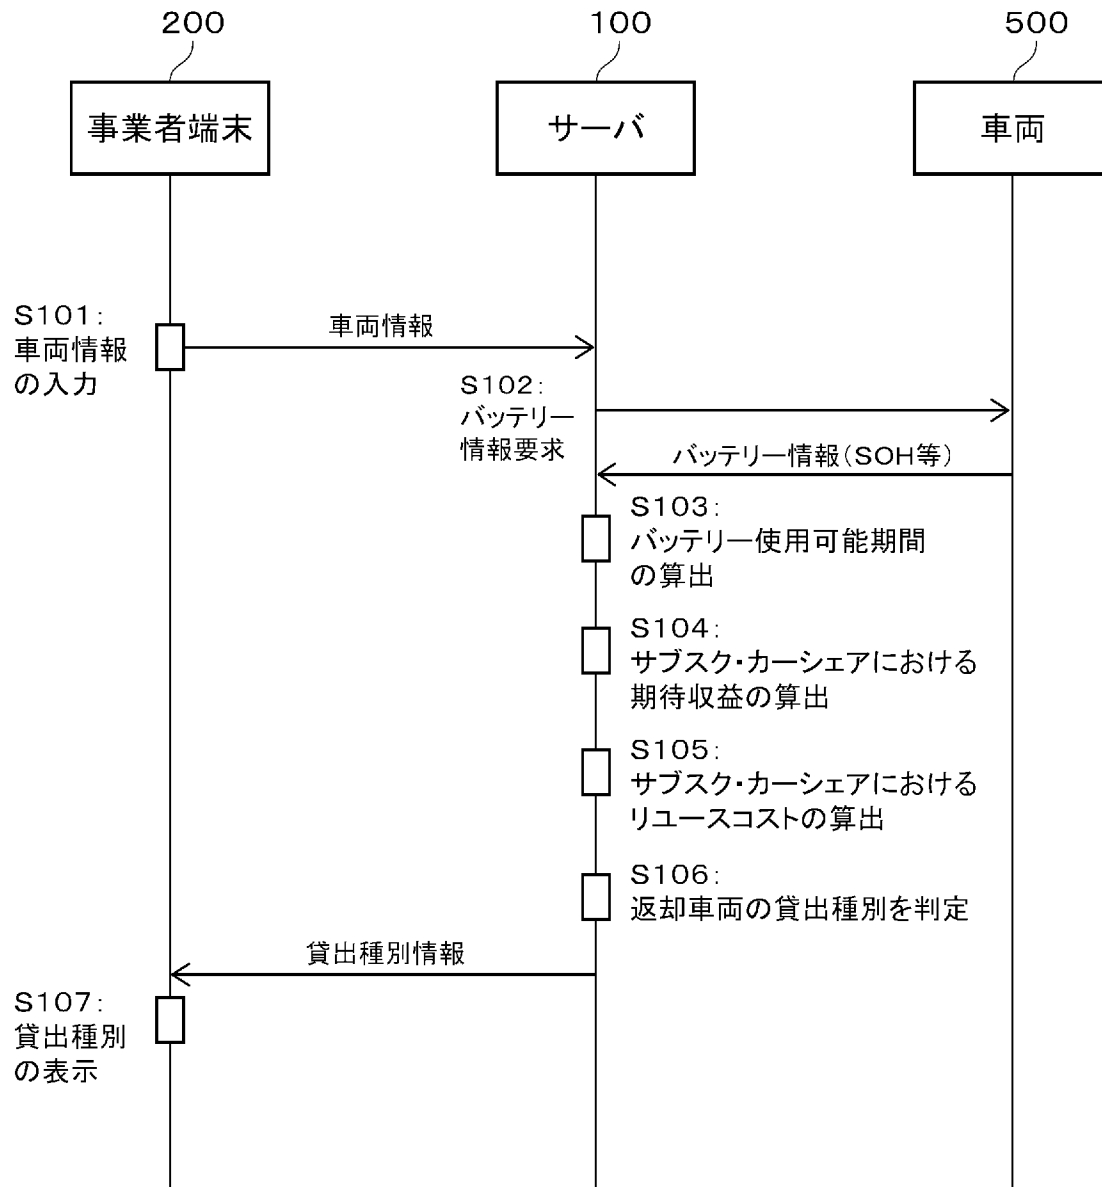 200
100
500
事業者端末
サーバ
車両
S101:
車両情報
の入力
車両情報
S102:
バッテリー
情報要求
バッテリー情報(SOH等)
S103:
バッテリー使用可能期間
の算出
S104:
サブスク・カーシェアにおける
期待収益の算出
S105:
サブスク・カーシェアにおける
リユースコストの算出
S106:
返却車両の貸出種別を判定
貸出種別情報
S107:
貸出種別
の表示